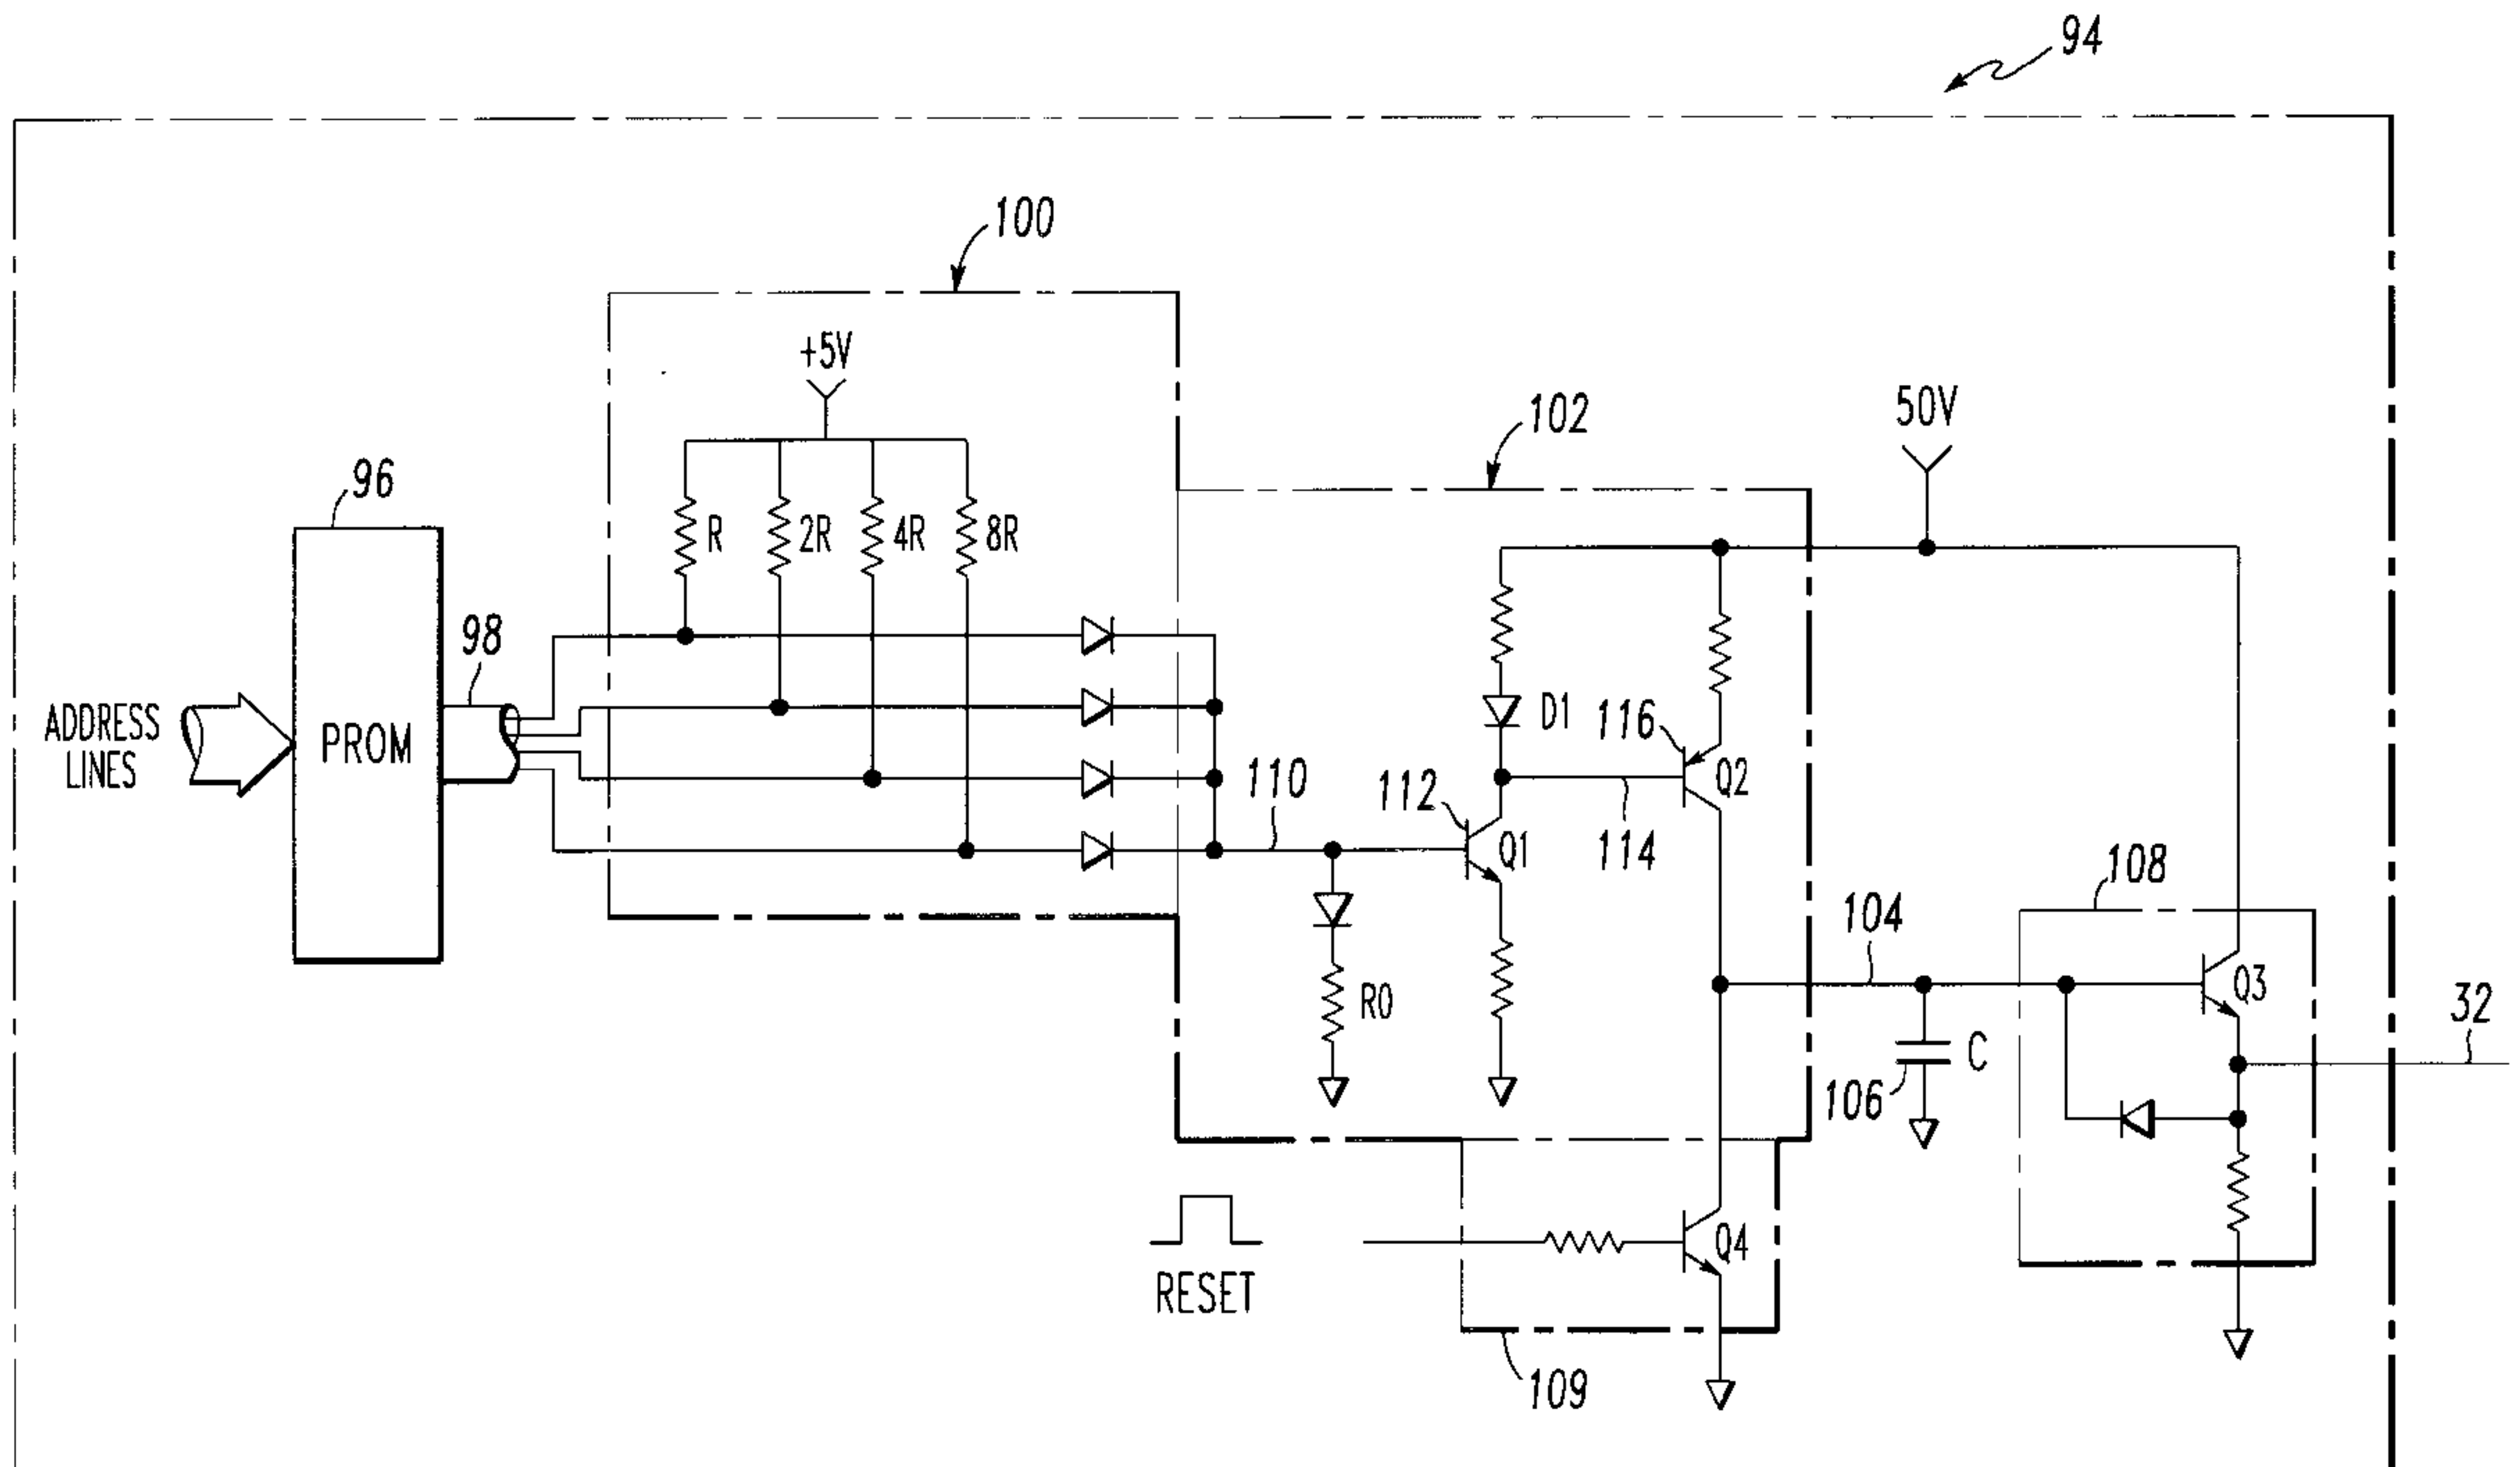 94
100
+5V
102
50V
96
R
2R
4R
8R
98
ADDRESS
LINES
PROM
D1
116
110
112
Q2
Q1
114
108
104
Q3
R0
32
C
106
Q4
RESET
109